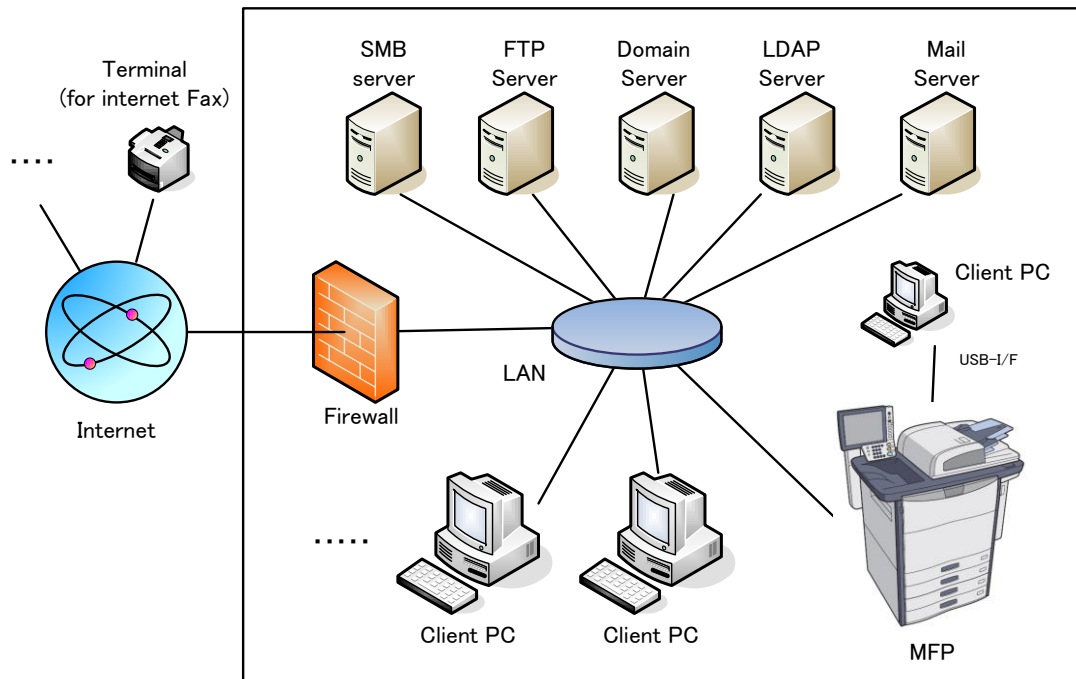 SMB
server
FTP
Server
Domain
Server
LDAP
Server
Mail
Server
Terminal
(for internet Fax)
....
Client PC
USB-I/F
LAN
Firewall
Internet
.....
Client PC
Client PC
MFP